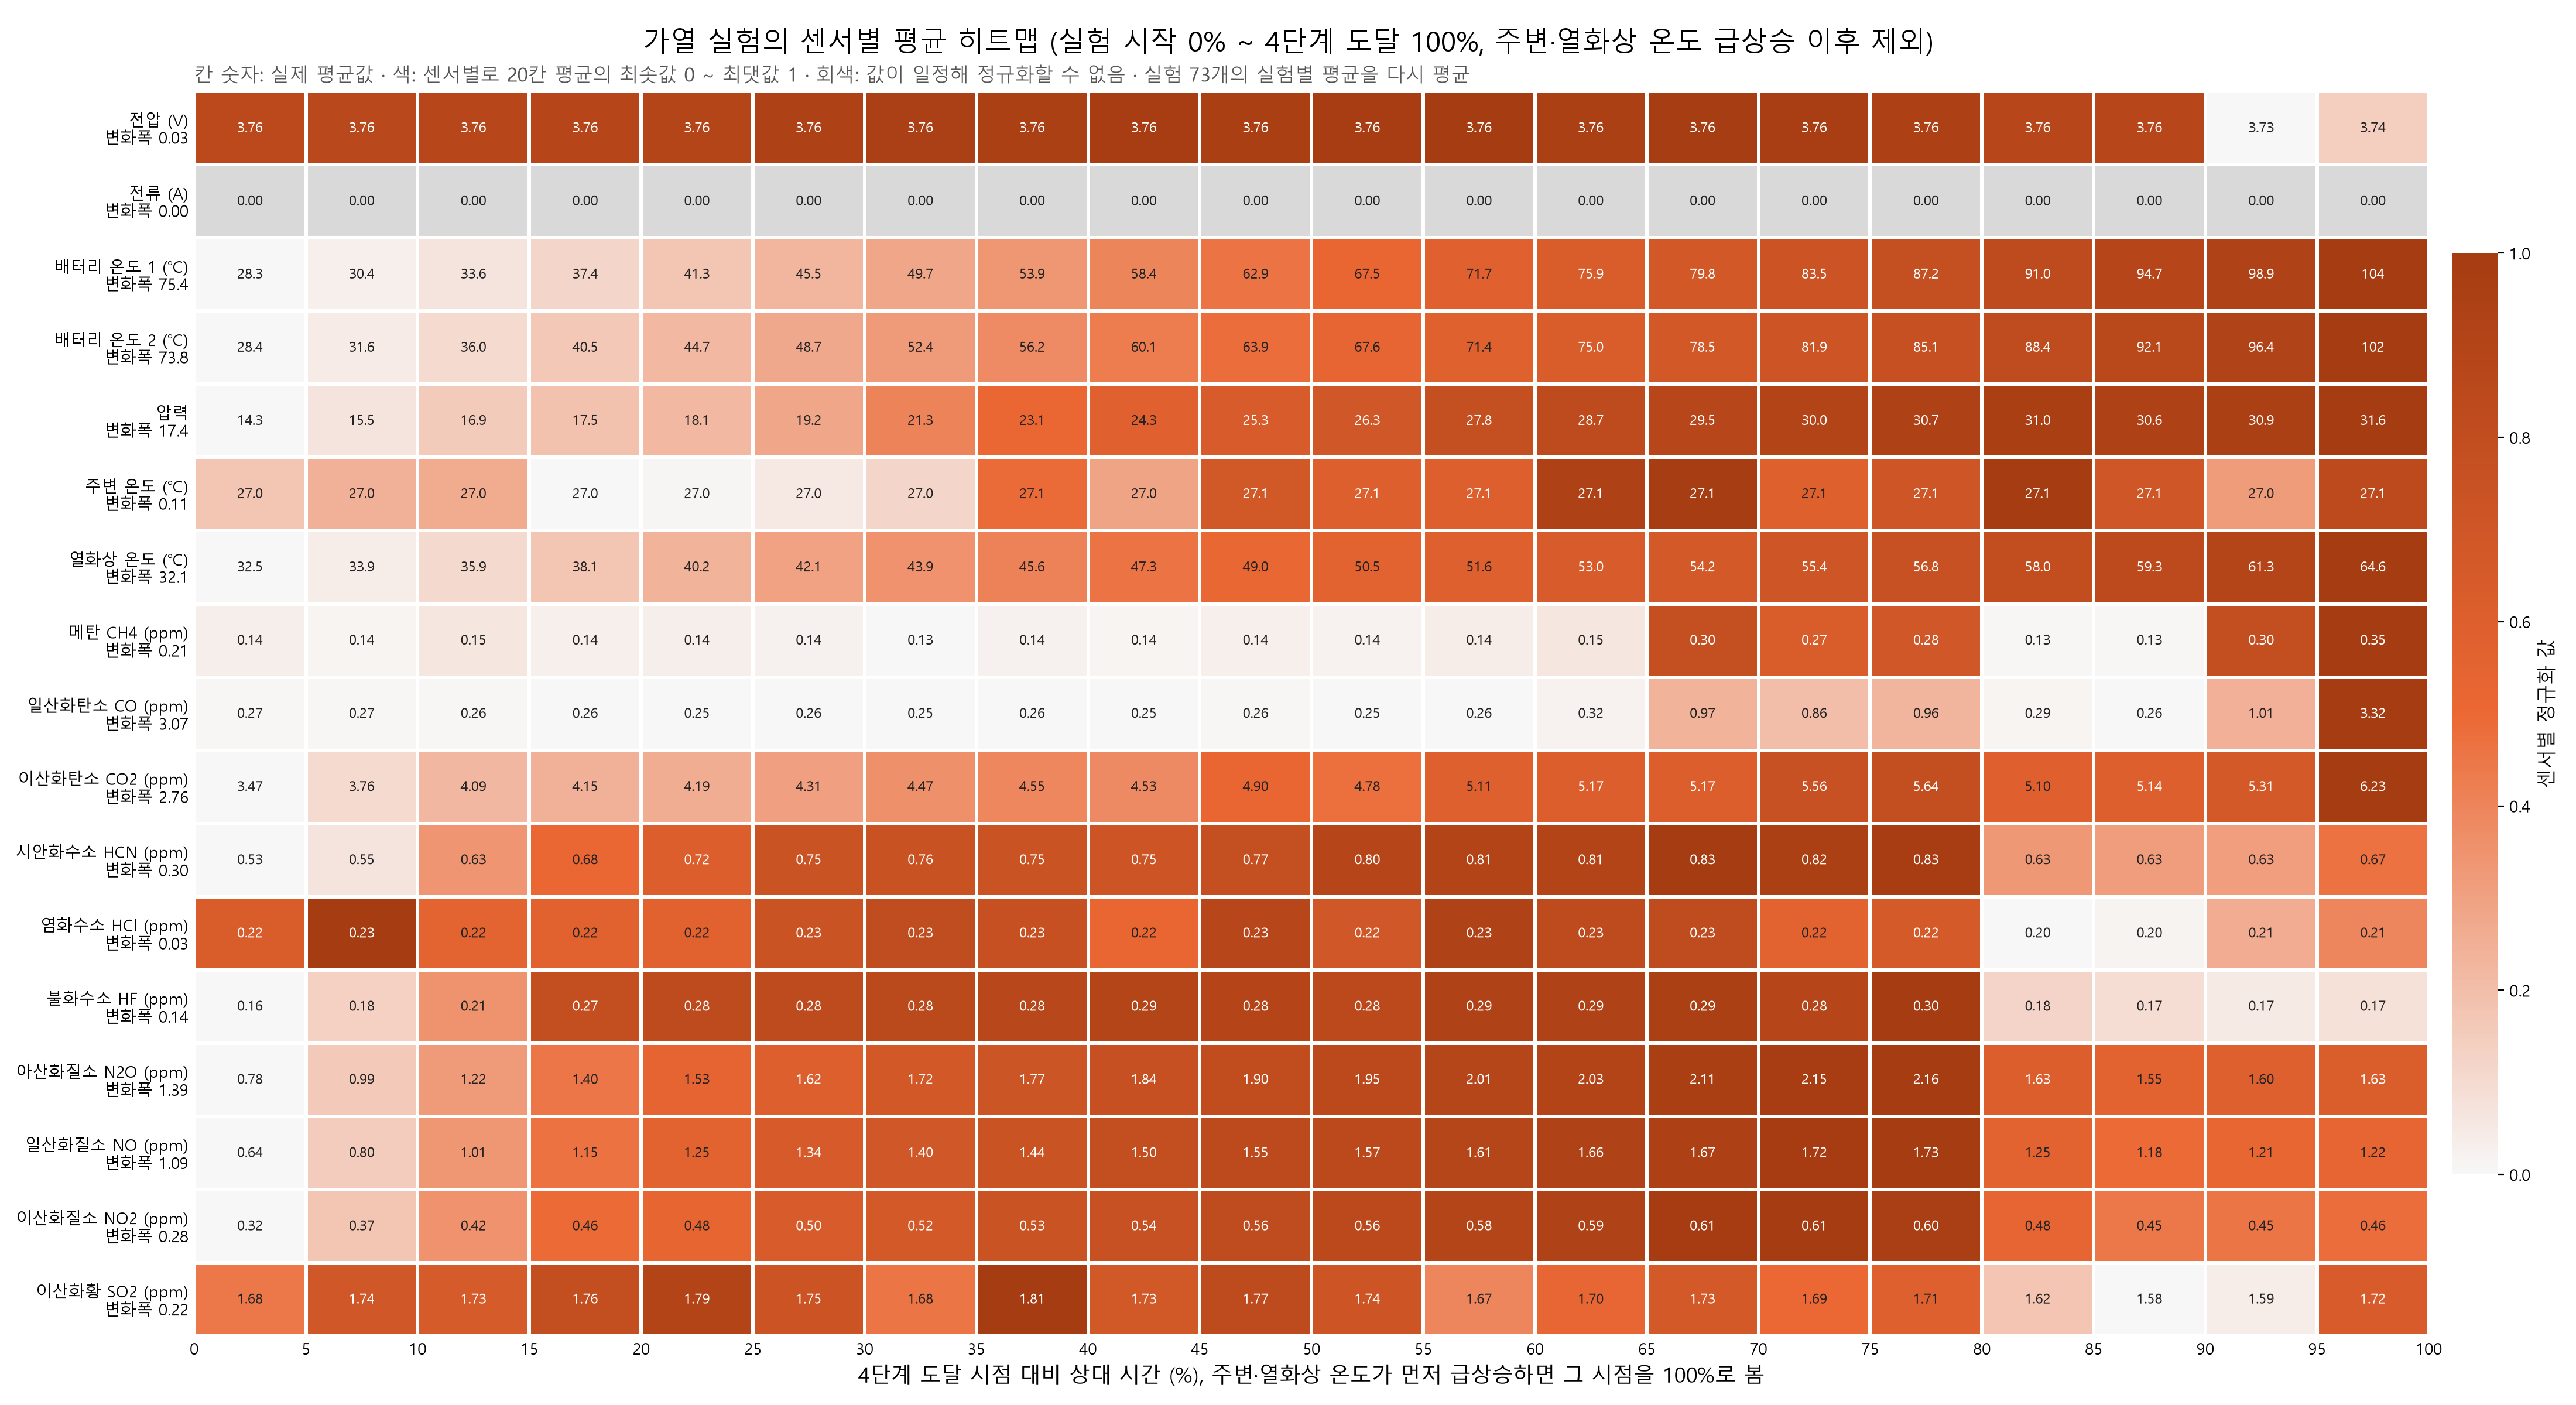 가열 실험의 센서별 평균 히트맵 (실험 시작 0% ~ 4단계 도달 100%, 주변·열화상 온도 급상승 이후 제외)
칸 숫자: 실제 평균값 · 색: 센서별로 20칸 평균의 최솟값 0 ~ 최댓값 1 · 회색: 값이 일정해 정규화할 수 없음 · 실험 73개의 실험별 평균을 다시 평균
전압 (V)
변화폭 0.03
3.76 3.76 3.76 3.76 3.76 3.76 3.76 3.76 3.76 3.76 3.76 3.76 3.76 3.76 3.76 3.76 3.76 3.76 3.73 3.74
전류 (A)
변화폭 0.00
0.00 0.00 0.00 0.00 0.00 0.00 0.00 0.00 0.00 0.00 0.00 0.00 0.00 0.00 0.00 0.00 0.00 0.00 0.00 0.00
배터리 온도 1 (℃)
변화폭 75.4
28.3 30.4 33.6 37.4 41.3 45.5 49.7 53.9 58.4 62.9 67.5 71.7 75.9 79.8 83.5 87.2 91.0 94.7 98.9 104
배터리 온도 2 (℃)
변화폭 73.8
28.4 31.6 36.0 40.5 44.7 48.7 52.4 56.2 60.1 63.9 67.6 71.4 75.0 78.5 81.9 85.1 88.4 92.1 96.4 102
압력
변화폭 17.4
14.3 15.5 16.9 17.5 18.1 19.2 21.3 23.1 24.3 25.3 26.3 27.8 28.7 29.5 30.0 30.7 31.0 30.6 30.9 31.6
주변 온도 (℃)
변화폭 0.11
27.0 27.0 27.0 27.0 27.0 27.0 27.0 27.1 27.0 27.1 27.1 27.1 27.1 27.1 27.1 27.1 27.1 27.1 27.0 27.1
열화상 온도 (℃)
변화폭 32.1
32.5 33.9 35.9 38.1 40.2 42.1 43.9 45.6 47.3 49.0 50.5 51.6 53.0 54.2 55.4 56.8 58.0 59.3 61.3 64.6
메탄 CH4 (ppm)
변화폭 0.21
0.14 0.14 0.15 0.14 0.14 0.14 0.13 0.14 0.14 0.14 0.14 0.14 0.15 0.30 0.27 0.28 0.13 0.13 0.30 0.35
일산화탄소 CO (ppm)
변화폭 3.07
0.27 0.27 0.26 0.26 0.25 0.26 0.25 0.26 0.25 0.26 0.25 0.26 0.32 0.97 0.86 0.96 0.29 0.26 1.01 3.32
이산화탄소 CO2 (ppm)
변화폭 2.76
3.47 3.76 4.09 4.15 4.19 4.31 4.47 4.55 4.53 4.90 4.78 5.11 5.17 5.17 5.56 5.64 5.10 5.14 5.31 6.23
시안화수소 HCN (ppm)
변화폭 0.30
0.53 0.55 0.63 0.68 0.72 0.75 0.76 0.75 0.75 0.77 0.80 0.81 0.81 0.83 0.82 0.83 0.63 0.63 0.63 0.67
염화수소 HCl (ppm)
변화폭 0.03
0.22 0.23 0.22 0.22 0.22 0.23 0.23 0.23 0.22 0.23 0.22 0.23 0.23 0.23 0.22 0.22 0.20 0.20 0.21 0.21
불화수소 HF (ppm)
변화폭 0.14
0.16 0.18 0.21 0.27 0.28 0.28 0.28 0.28 0.29 0.28 0.28 0.29 0.29 0.29 0.28 0.30 0.18 0.17 0.17 0.17
아산화질소 N2O (ppm)
변화폭 1.39
0.78 0.99 1.22 1.40 1.53 1.62 1.72 1.77 1.84 1.90 1.95 2.01 2.03 2.11 2.15 2.16 1.63 1.55 1.60 1.63
일산화질소 NO (ppm)
변화폭 1.09
0.64 0.80 1.01 1.15 1.25 1.34 1.40 1.44 1.50 1.55 1.57 1.61 1.66 1.67 1.72 1.73 1.25 1.18 1.21 1.22
이산화질소 NO2 (ppm)
변화폭 0.28
0.32 0.37 0.42 0.46 0.48 0.50 0.52 0.53 0.54 0.56 0.56 0.58 0.59 0.61 0.61 0.60 0.48 0.45 0.45 0.46
이산화황 SO2 (ppm)
변화폭 0.22
1.68 1.74 1.73 1.76 1.79 1.75 1.68 1.81 1.73 1.77 1.74 1.67 1.70 1.73 1.69 1.71 1.62 1.58 1.59 1.72
0 5 10 15 20 25 30 35 40 45 50 55 60 65 70 75 80 85 90 95 100
4단계 도달 시점 대비 상대 시간 (%), 주변·열화상 온도가 먼저 급상승하면 그 시점을 100%로 봄
1.0
0.8
0.6
0.4
0.2
0.0
센서별 정규화 값